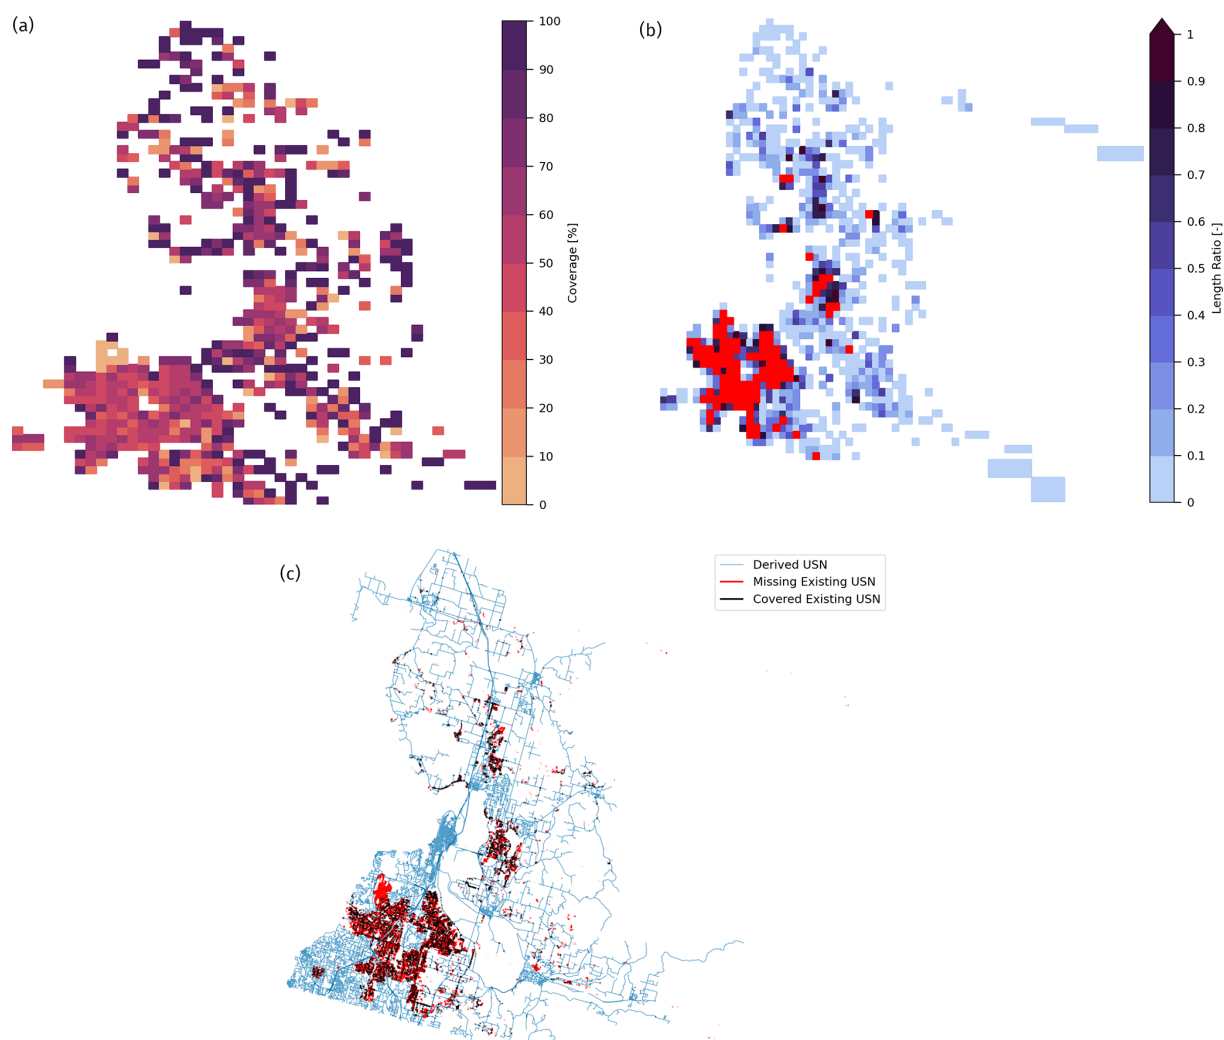 (a)
100
90
80
70
60
50
40
30
20
10
0
Coverage [%]
(b)
1
0.9
0.8
0.7
0.6
0.5
0.4
0.3
0.2
0.1
0
Length Ratio [-]
(c)
Derived USN
Missing Existing USN
Covered Existing USN